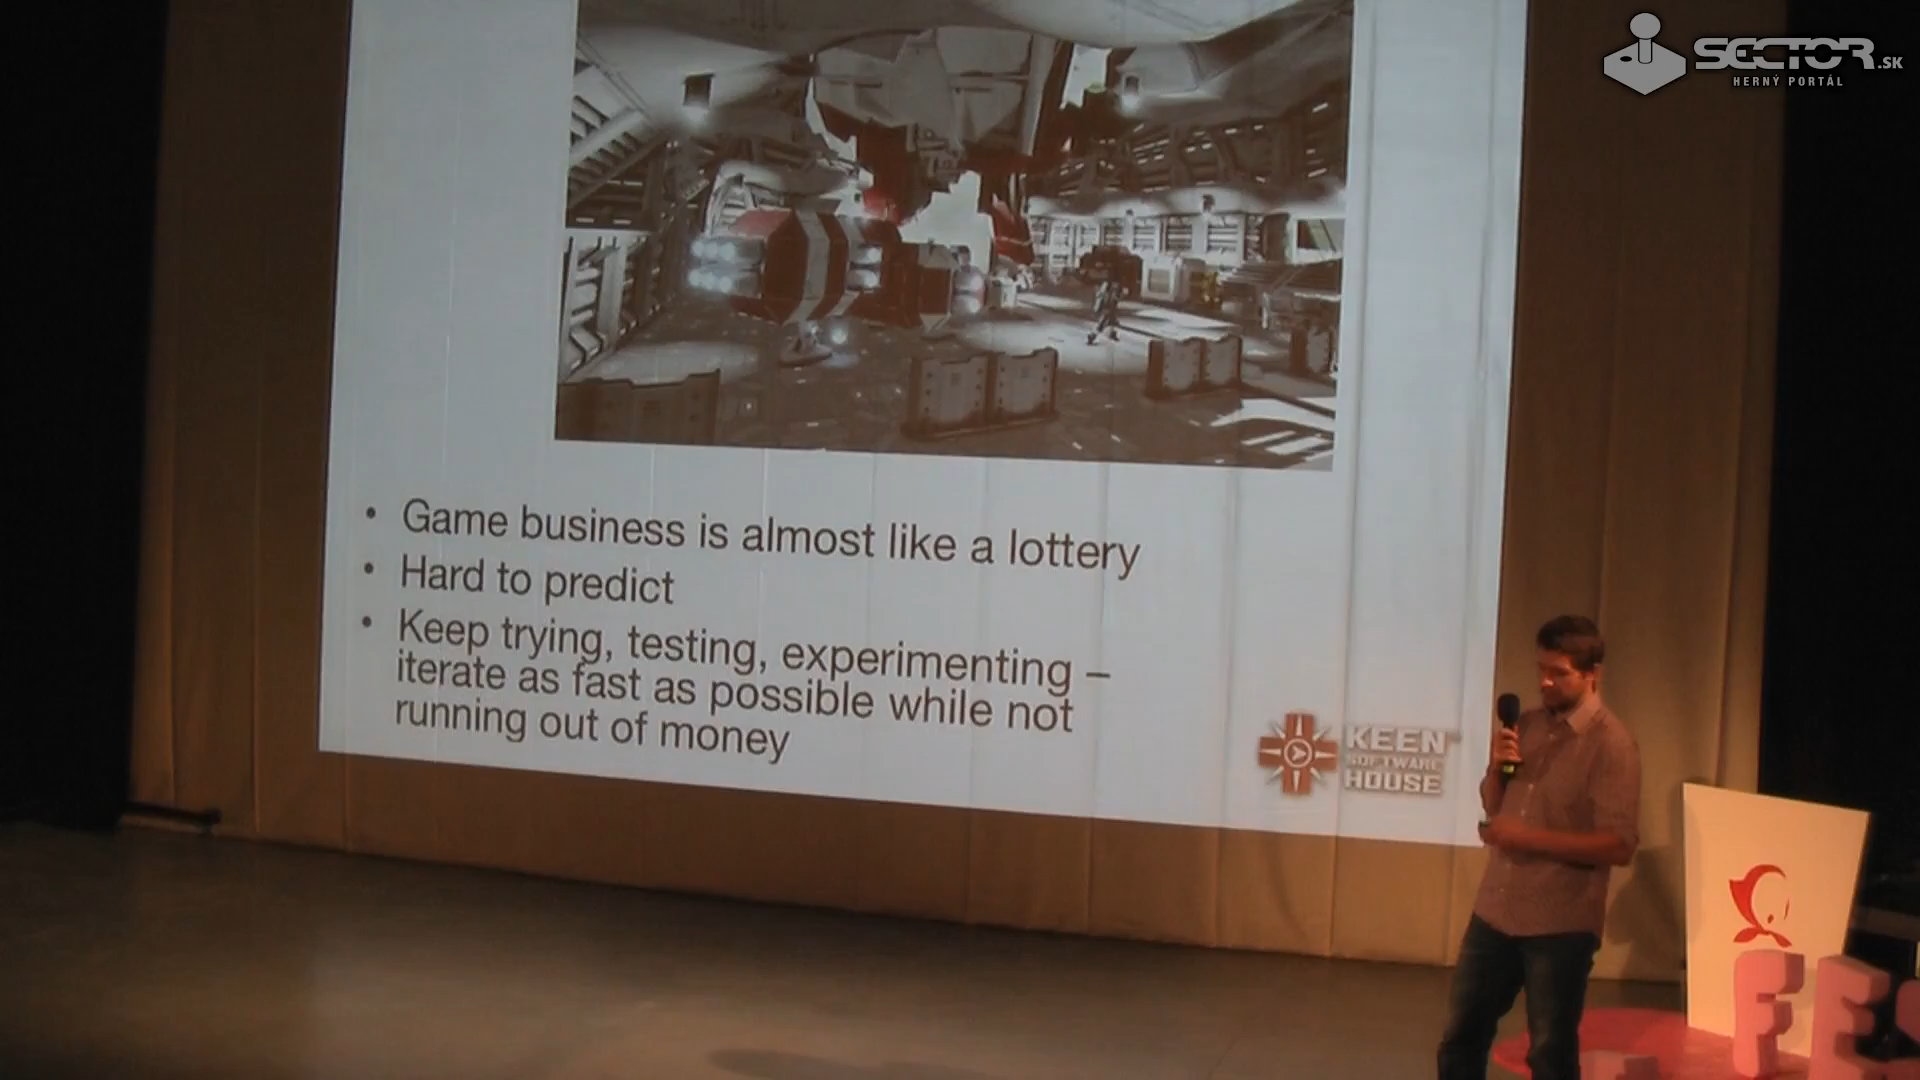 SECTOR.SK
HERNÝ PORTÁL
• Game business is almost like a lottery
• Hard to predict
• Keep trying, testing, experimenting –
iterate as fast as possible while not
running out of money
KEEN
SOFTWARE
HOUSE
FES